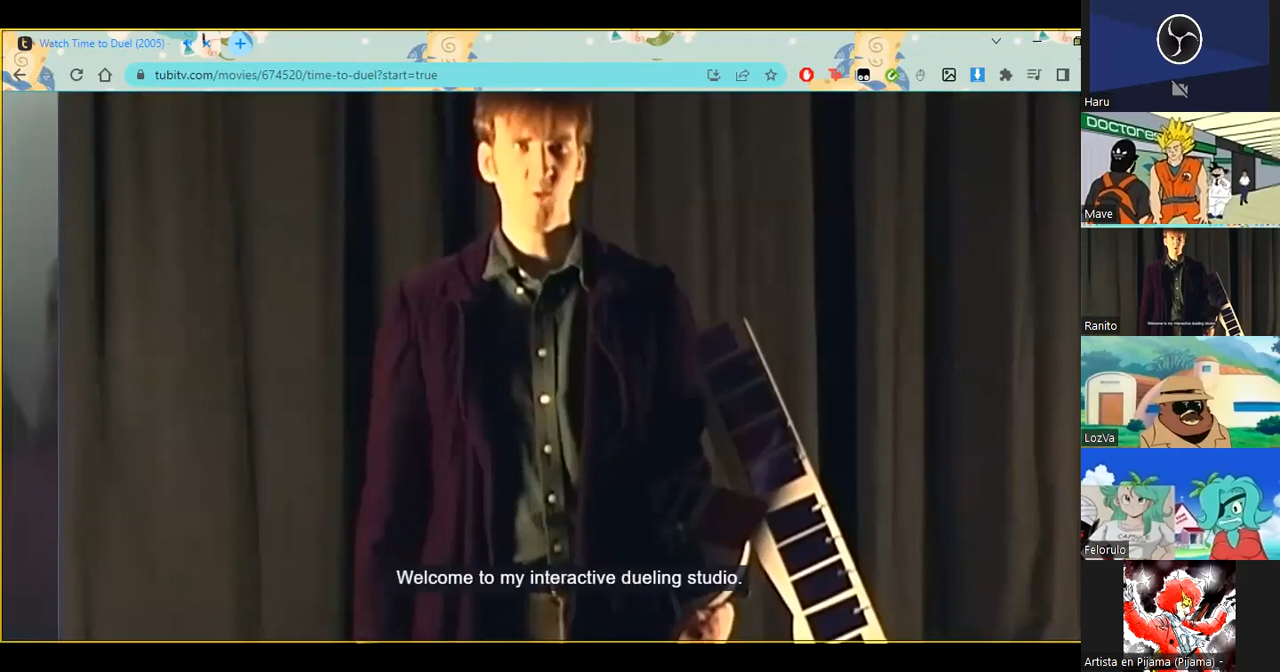 Watch Time to Duel (2005)
tubitv.com/movies/674520/time-to-duel?start=true
Welcome to my interactive dueling studio.
Haru
DOCTORES
Mave
Welcome to my interactive dueling studio.
Ranito
LozVa
Felorulo
Artista en Pijama (Pijama) -